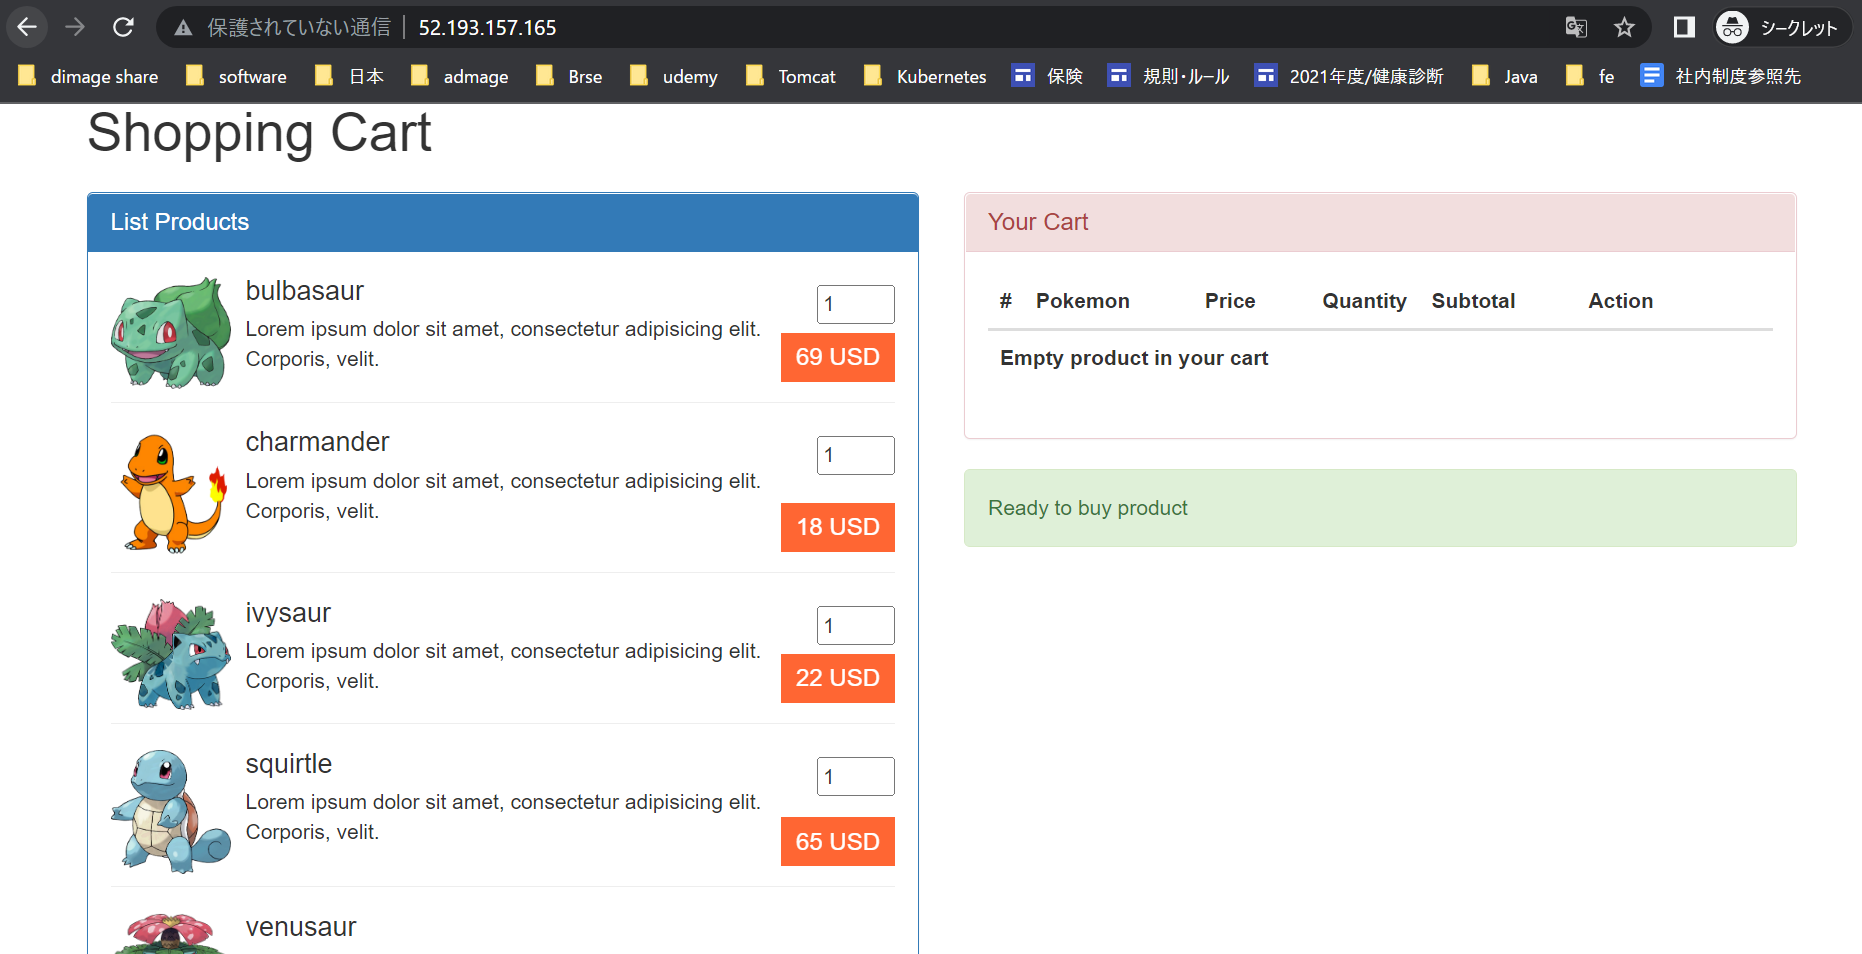 保護されていない通信 52.193.157.165 シークレット
dimage share software 日本 admage Brse udemy Tomcat Kubernetes 保険 規則・ルール 2021年度/健康診断 Java fe 社内制度参照先
Shopping Cart
List Products
bulbasaur
1
Lorem ipsum dolor sit amet, consectetur adipisicing elit.
Corporis, velit.
69 USD
charmander
1
Lorem ipsum dolor sit amet, consectetur adipisicing elit.
Corporis, velit.
18 USD
ivysaur
1
Lorem ipsum dolor sit amet, consectetur adipisicing elit.
Corporis, velit.
22 USD
squirtle
1
Lorem ipsum dolor sit amet, consectetur adipisicing elit.
Corporis, velit.
65 USD
venusaur
Your Cart
# Pokemon Price Quantity Subtotal Action
Empty product in your cart
Ready to buy product